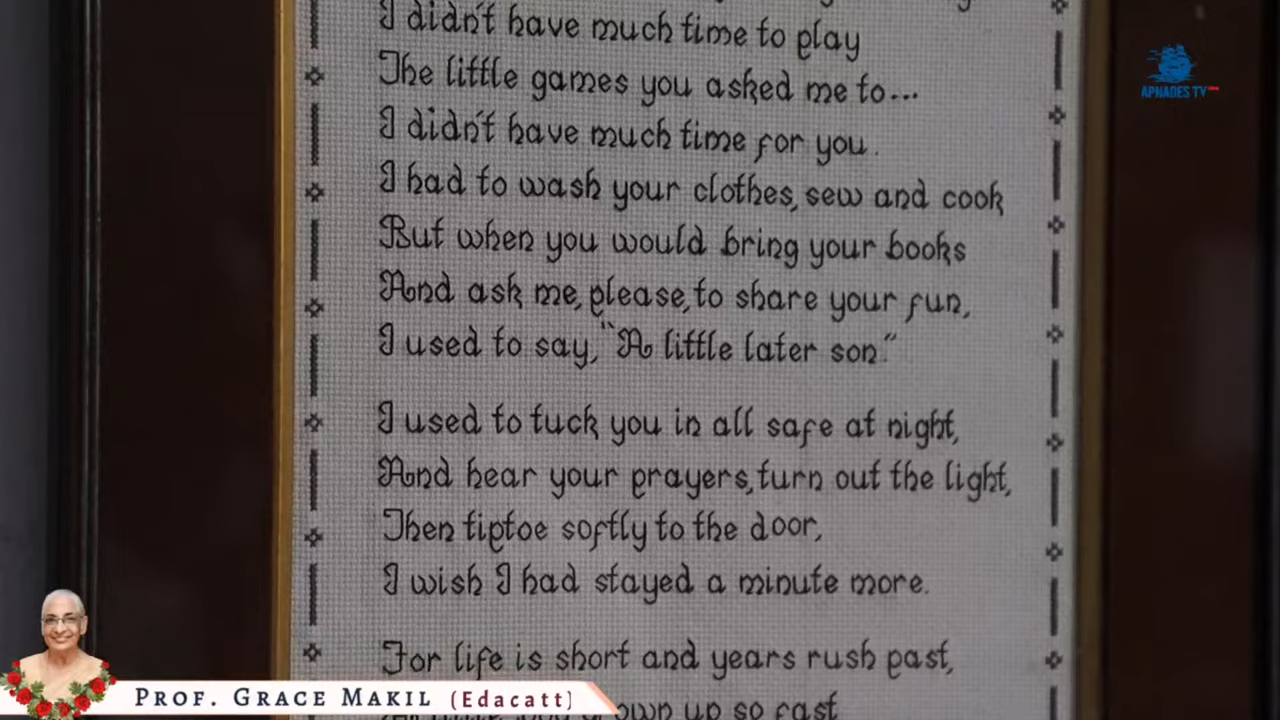 I didn't have much time to play
The little games you asked me to...
I didn't have much time for you.
I had to wash your clothes, sew and cook
But when you would bring your books
And ask me, please, to share your fun,
I used to say, "A little later son."
I used to tuck you in all safe at night,
And hear your prayers, turn out the light,
Then tiptoe softly to the door,
I wish I had stayed a minute more.
For life is short and years rush past,
own up so fast
APNADES TV
PROF. GRACE MAKIL (Edacatt)